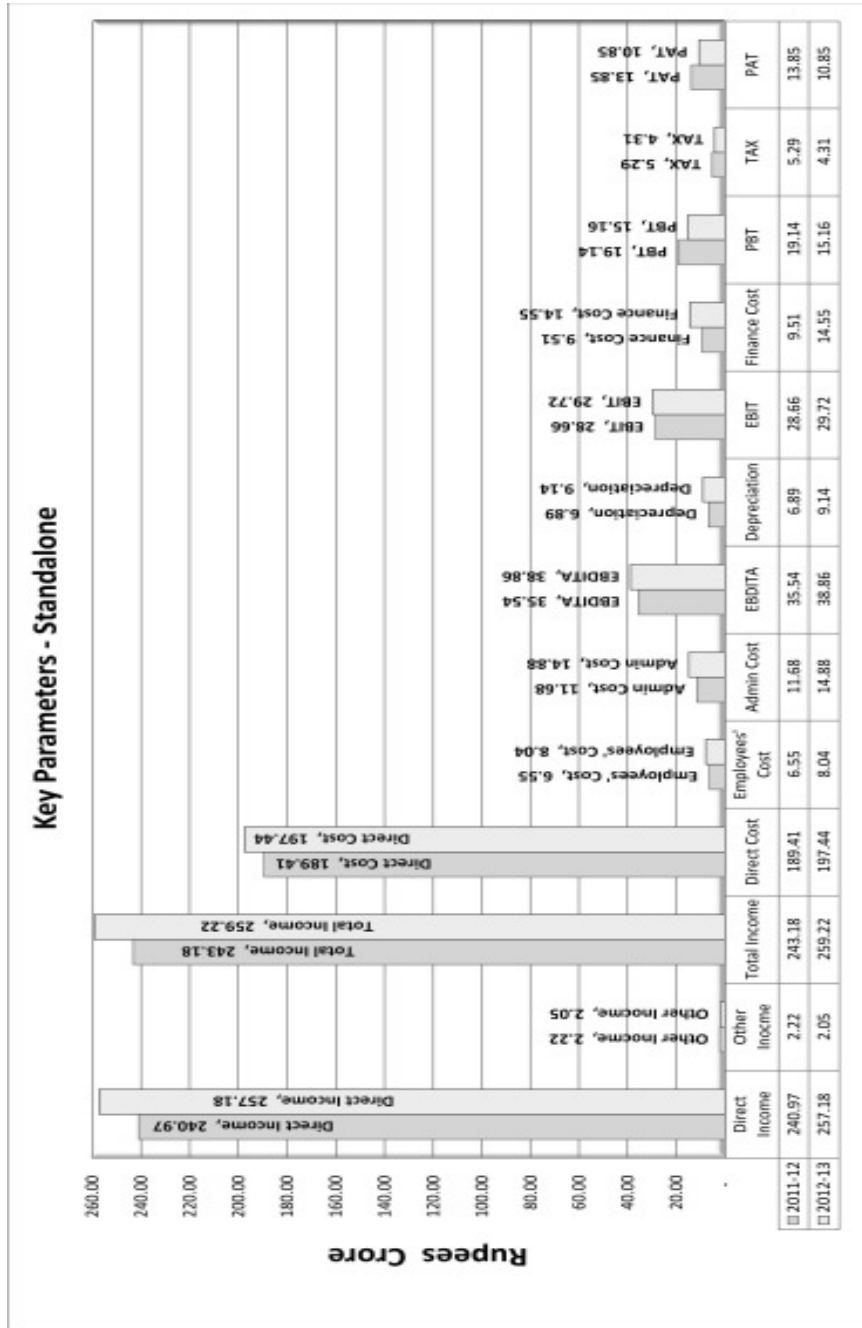 Key Parameters - Standalone
Rupees Crore
260.00
240.00
220.00
200.00
180.00
160.00
140.00
120.00
100.00
80.00
60.00
40.00
20.00
-
Direct Income, 240.97
Direct Income, 257.18
Other Inocme, 2.22
Other Inocme, 2.05
Total Income, 243.18
Total Income, 259.22
Direct Cost, 189.41
Direct Cost, 197.44
Employees' Cost, 6.55
Employees' Cost, 8.04
Admin Cost, 11.68
Admin Cost, 14.88
EBDITA, 35.54
EBDITA, 38.86
Depreciation, 6.89
Depreciation, 9.14
EBIT, 28.66
EBIT, 29.72
Finance Cost, 9.51
Finance Cost, 14.55
PBT, 19.14
PBT, 15.16
TAX, 5.29
TAX, 4.31
PAT, 13.85
PAT, 10.85
Direct Income Other Inocme Total Income Direct Cost Employees' Cost Admin Cost EBDITA Depreciation EBIT Finance Cost PBT TAX PAT
2011-12 240.97 2.22 243.18 189.41 6.55 11.68 35.54 6.89 28.66 9.51 19.14 5.29 13.85
2012-13 257.18 2.05 259.22 197.44 8.04 14.88 38.86 9.14 29.72 14.55 15.16 4.31 10.85